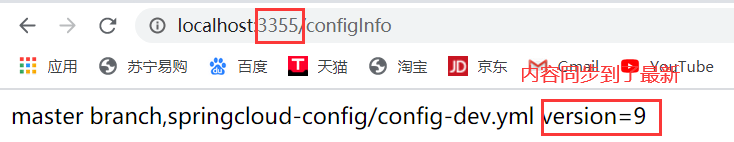 localhost:3355/configInfo
应用 苏宁易购 百度 天猫 淘宝 JD 京东 Gmail YouTube
内容同步到了最新
master branch,springcloud-config/config-dev.yml version=9